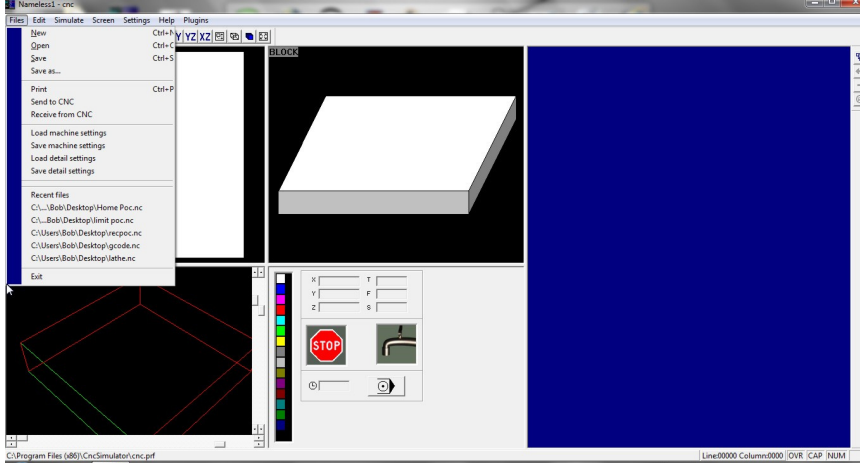 Nameless1 - cnc
Files Edit Simulate Screen Settings Help Plugins
New Ctrl+N
Open Ctrl+O
Save Ctrl+S
Save as...
Print Ctrl+P
Send to CNC
Receive from CNC
Load machine settings
Save machine settings
Load detail settings
Save detail settings
Recent files
C:\...\Bob\Desktop\Home Poc.nc
C:\...Bob\Desktop\limit poc.nc
C:\Users\Bob\Desktop\recpoc.nc
C:\Users\Bob\Desktop\gcode.nc
C:\Users\Bob\Desktop\lathe.nc
Exit
Y YZ XZ
BLOCK
X T
Y F
Z S
STOP
C:\Program Files (x86)\CncSimulator\cnc.prf
Line:00000 Column:0000 OVR CAP NUM